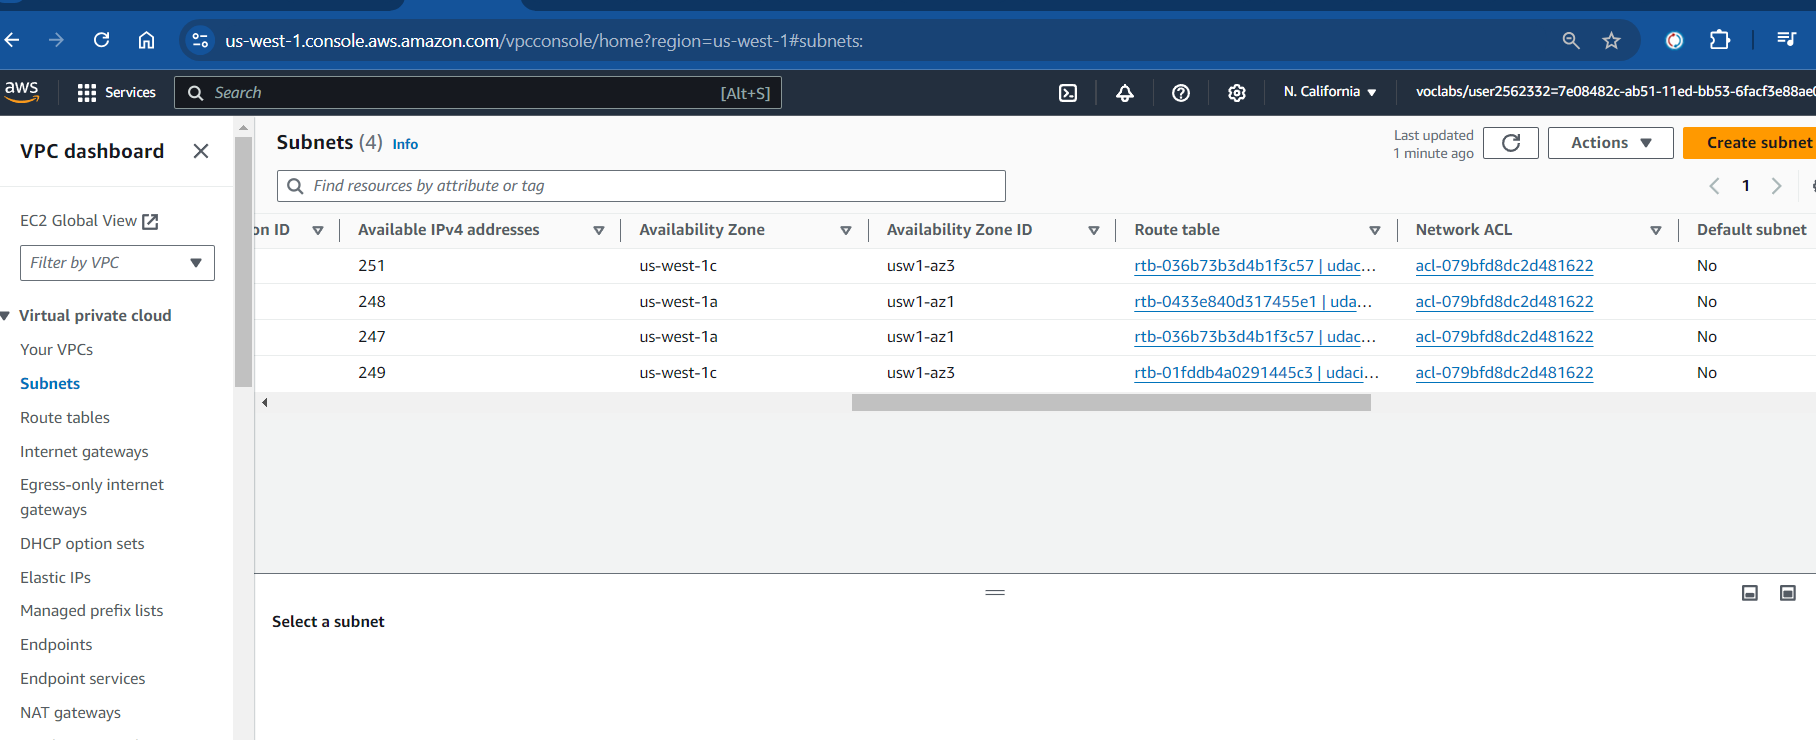 us-west-1.console.aws.amazon.com/vpcconsole/home?region=us-west-1#subnets:
aws
Services
Search
[Alt+S]
N. California
voclabs/user2562332=7e08482c-ab51-11ed-bb53-6facf3e88ae
VPC dashboard
EC2 Global View
Filter by VPC
Virtual private cloud
Your VPCs
Subnets
Route tables
Internet gateways
Egress-only internet
gateways
DHCP option sets
Elastic IPs
Managed prefix lists
Endpoints
Endpoint services
NAT gateways
Subnets (4) Info
Last updated
1 minute ago
Actions
Create subnet
Find resources by attribute or tag
1
on ID Available IPv4 addresses Availability Zone Availability Zone ID Route table Network ACL Default subnet
251 us-west-1c usw1-az3 rtb-036b73b3d4b1f3c57 | udac... acl-079bfd8dc2d481622 No
248 us-west-1a usw1-az1 rtb-0433e840d317455e1 | uda... acl-079bfd8dc2d481622 No
247 us-west-1a usw1-az1 rtb-036b73b3d4b1f3c57 | udac... acl-079bfd8dc2d481622 No
249 us-west-1c usw1-az3 rtb-01fddb4a0291445c3 | udaci... acl-079bfd8dc2d481622 No
Select a subnet